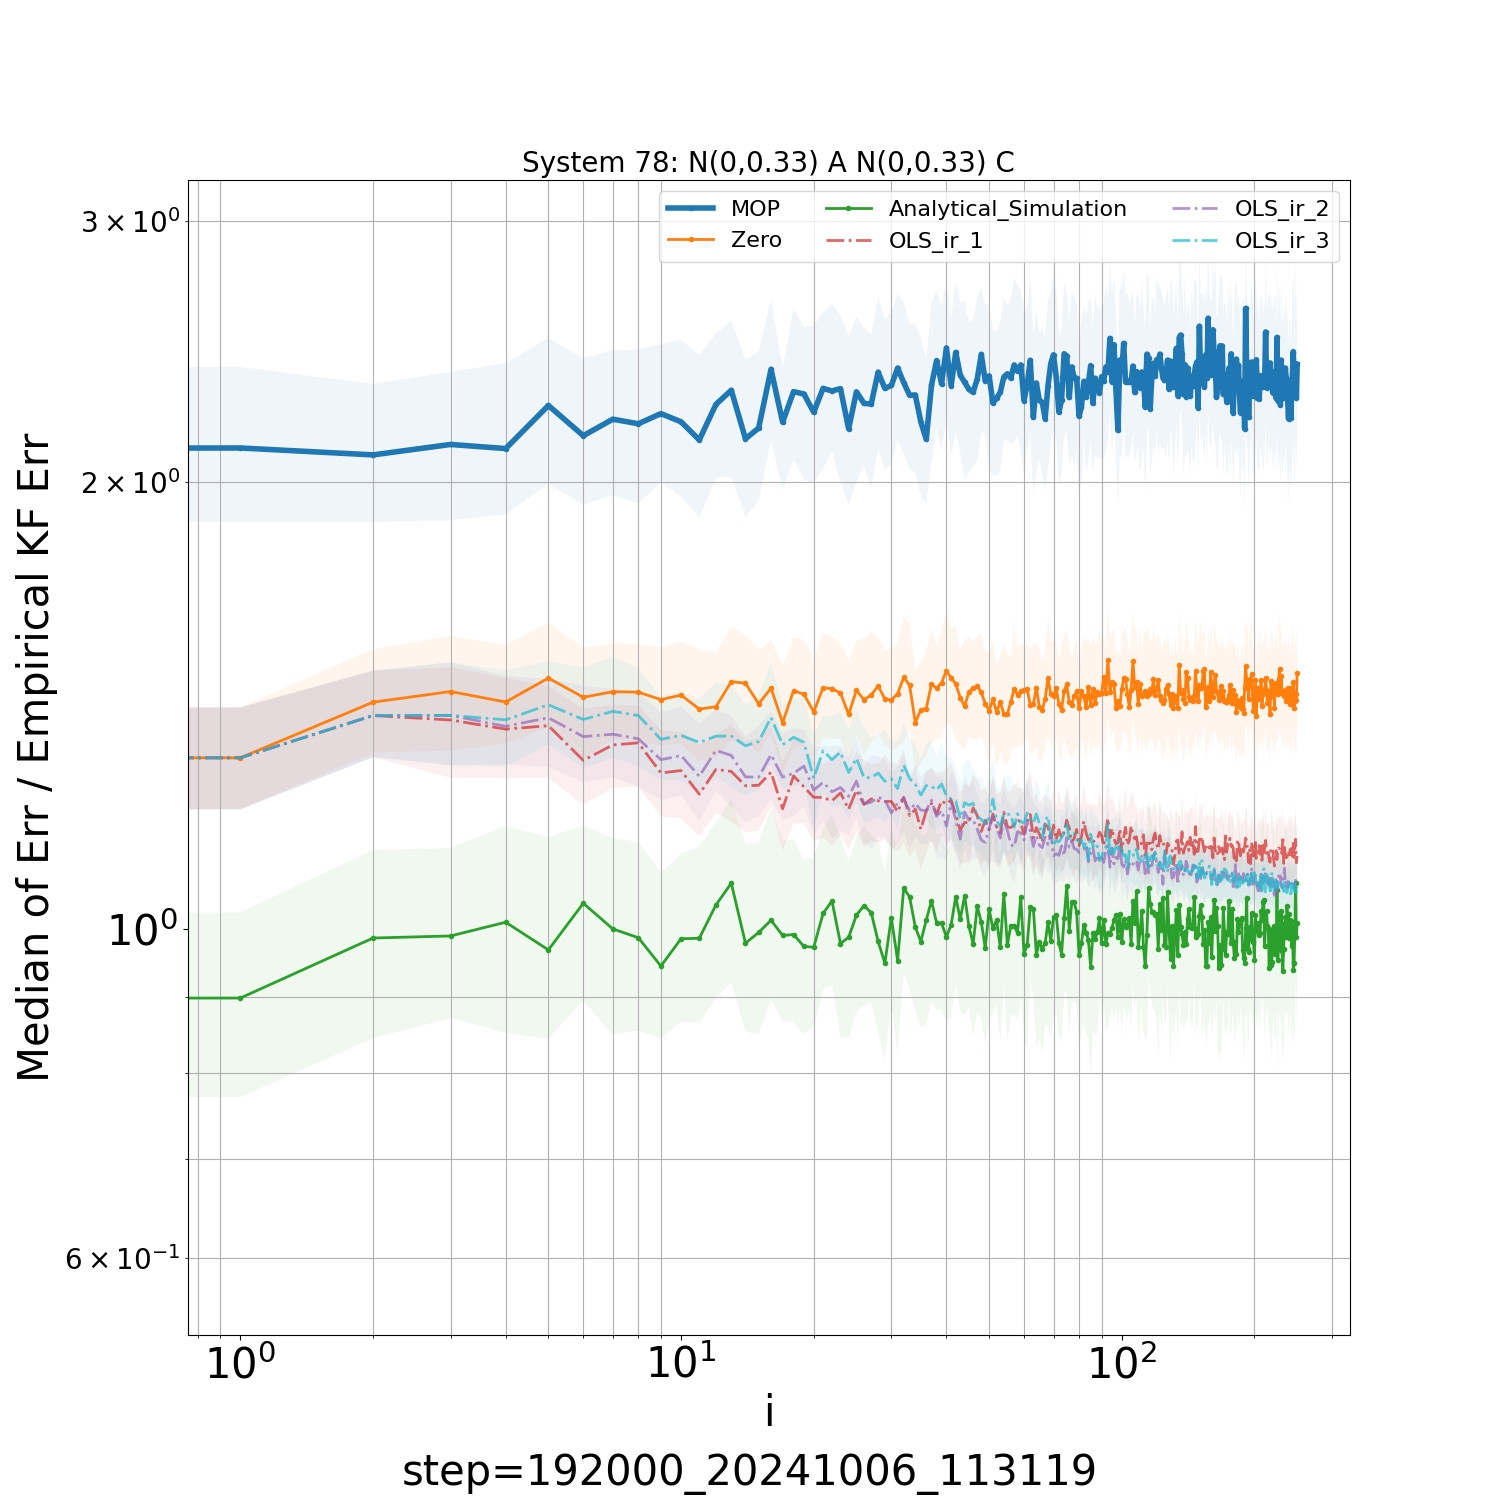 System 78: N(0,0.33) A N(0,0.33) C
MOP
Zero
Analytical_Simulation
OLS_ir_1
OLS_ir_2
OLS_ir_3
Median of Err / Empirical KF Err
3 × 10⁰
2 × 10⁰
10⁰
6 × 10⁻¹
10⁰ 10¹ 10²
i
step=192000_20241006_113119